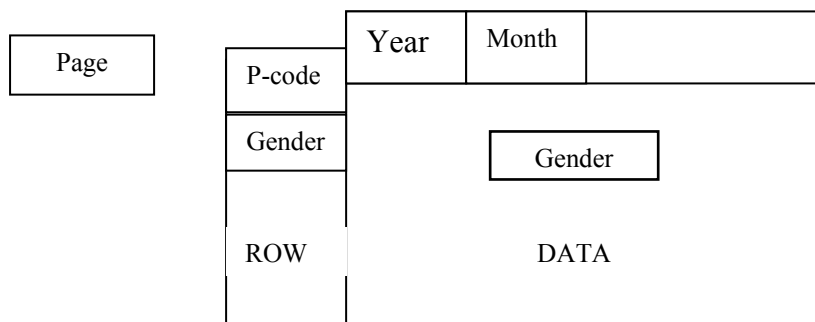 Year
Month
Page
P-code
Gender
Gender
ROW
DATA